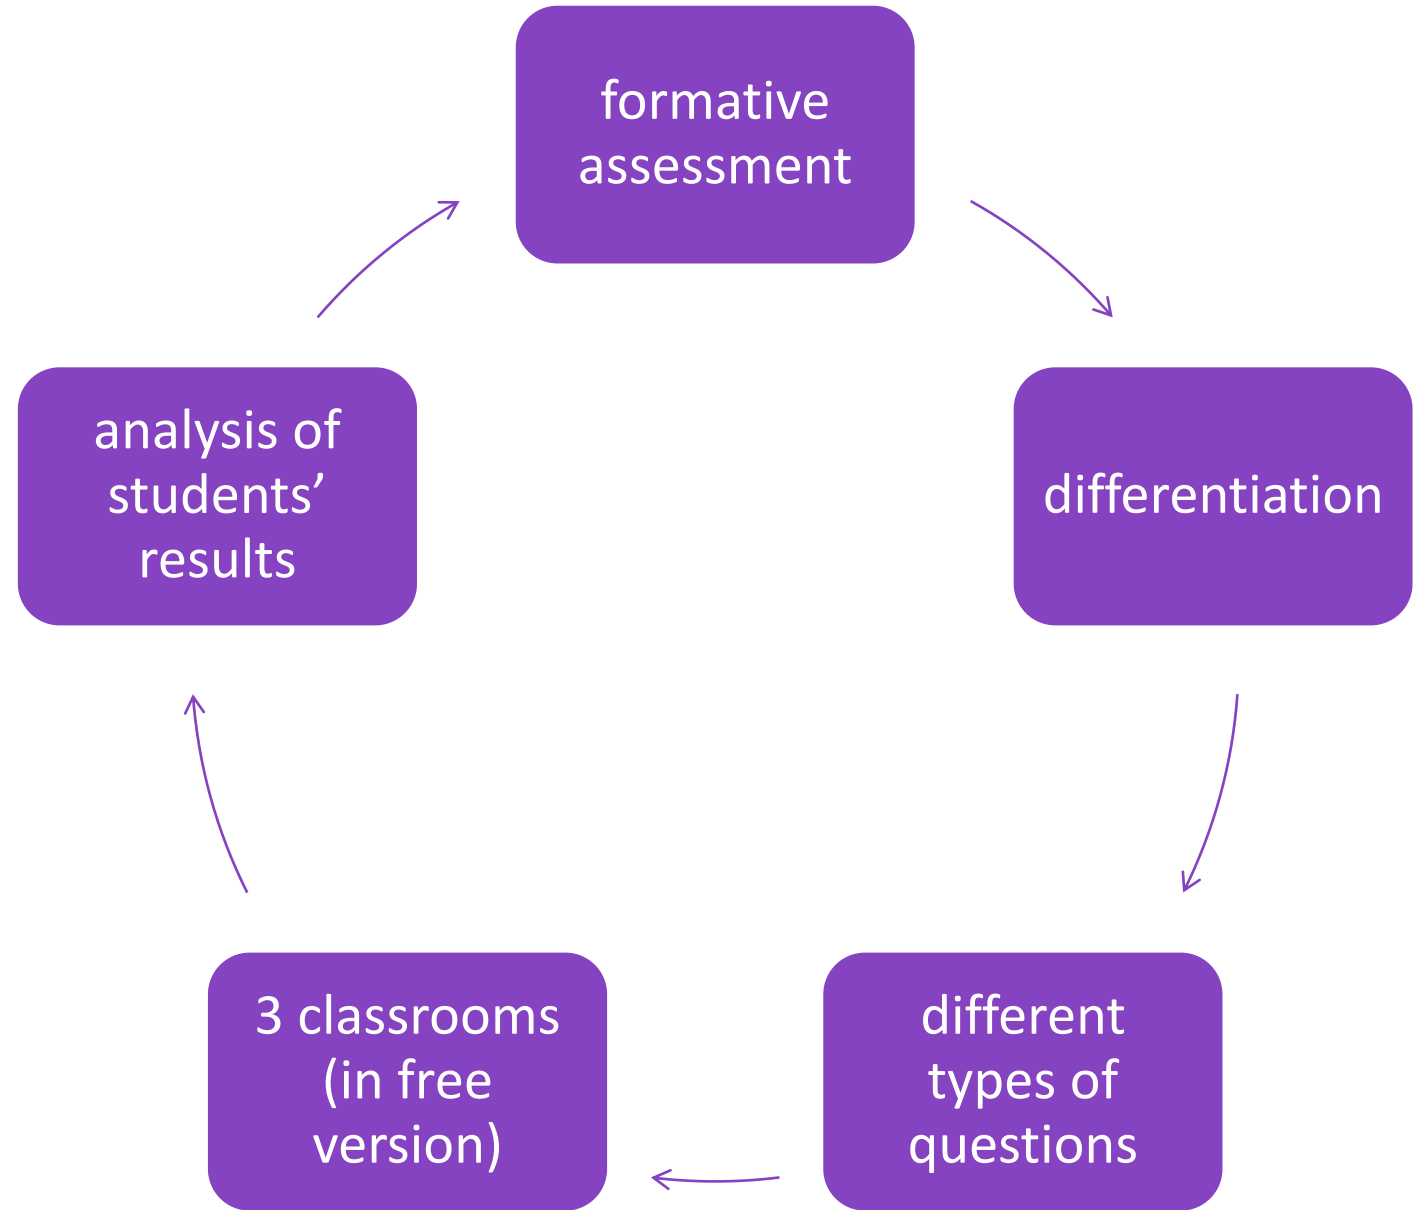 formative
assessment
differentiation
different
types of
questions
3 classrooms
(in free
version)
analysis of
students’
results